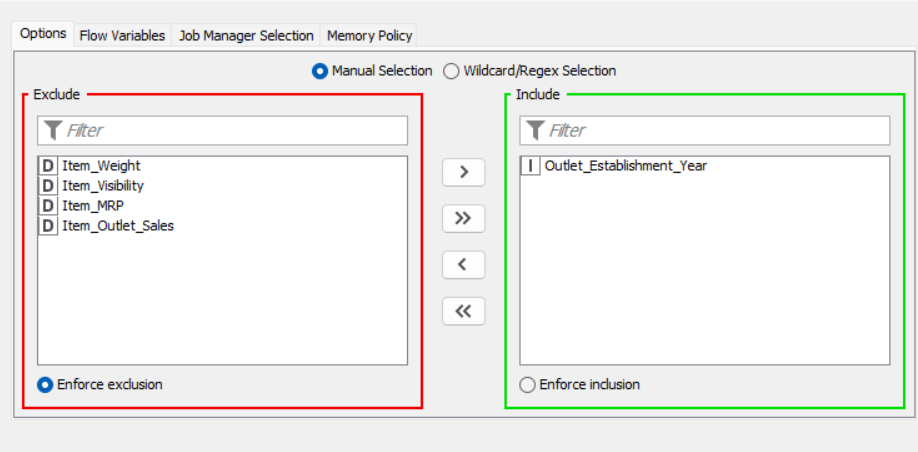 Options Flow Variables Job Manager Selection Memory Policy
Manual Selection Wildcard/Regex Selection
Exclude
Filter
D Item_Weight
D Item_Visibility
D Item_MRP
D Item_Outlet_Sales
Enforce exclusion
>
>>
<
<<
Include
Filter
I Outlet_Establishment_Year
Enforce inclusion